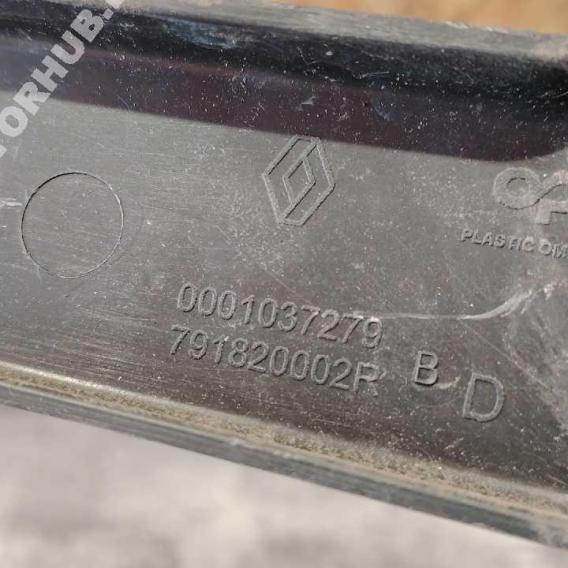 ORHUB.
PLASTIC OM
0001037279
791820002R B D